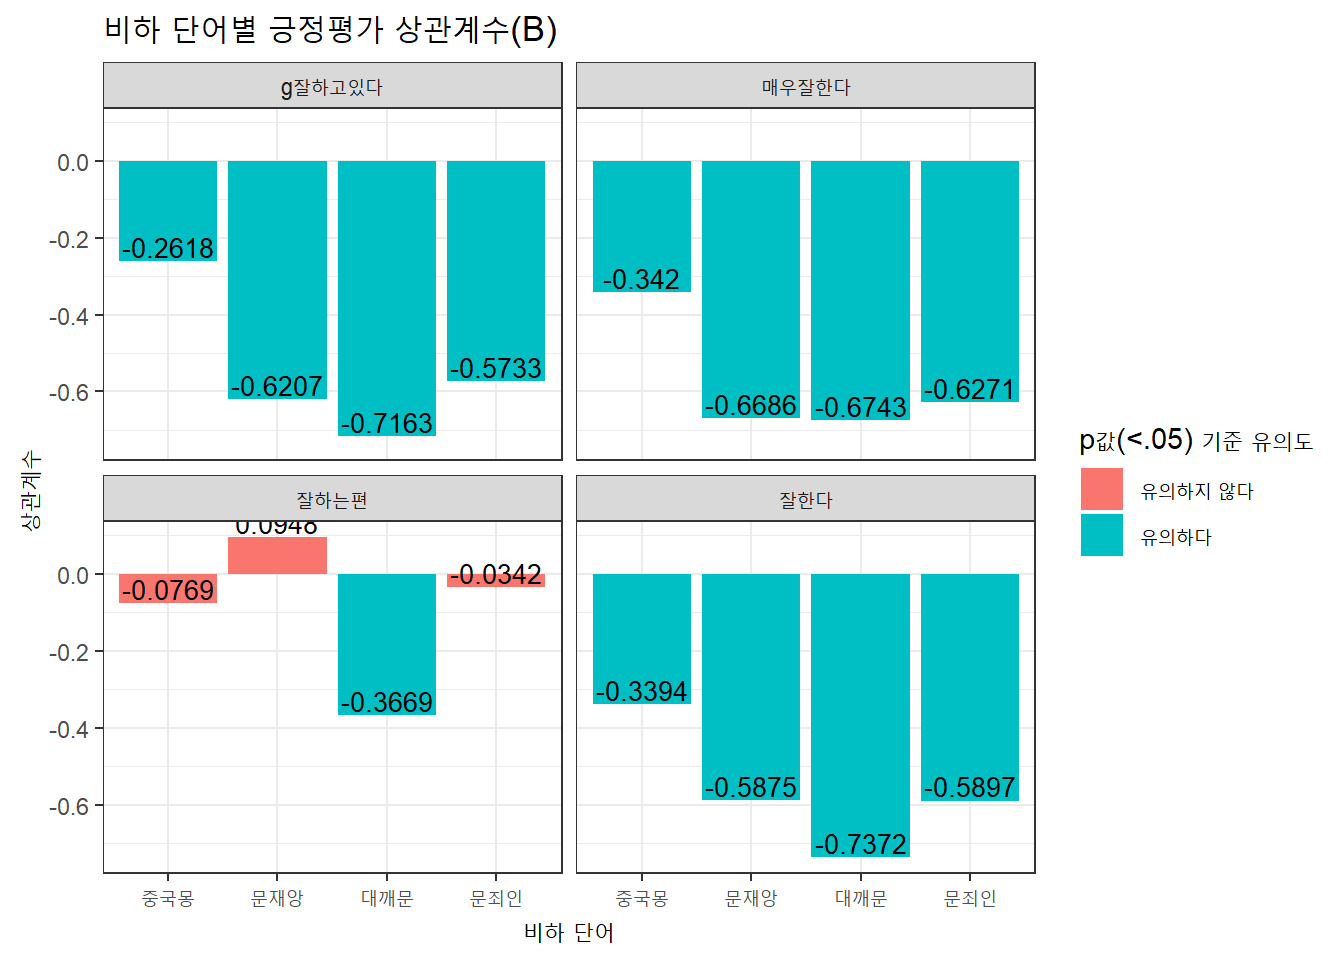 비하 단어별 긍정평가 상관계수(B)
g잘하고있다
매우잘한다
0.0
-0.2
-0.4
-0.6
-0.2618
-0.6207
-0.7163
-0.5733
-0.342
-0.6686
-0.6743
-0.6271
상관계수
잘하는편
잘한다
0.0
-0.2
-0.4
-0.6
-0.0769
0.0948
-0.3669
-0.0342
-0.3394
-0.5875
-0.7372
-0.5897
중국몽
문재앙
대깨문
문죄인
중국몽
문재앙
대깨문
문죄인
비하 단어
p값(<.05) 기준 유의도
유의하지 않다
유의하다